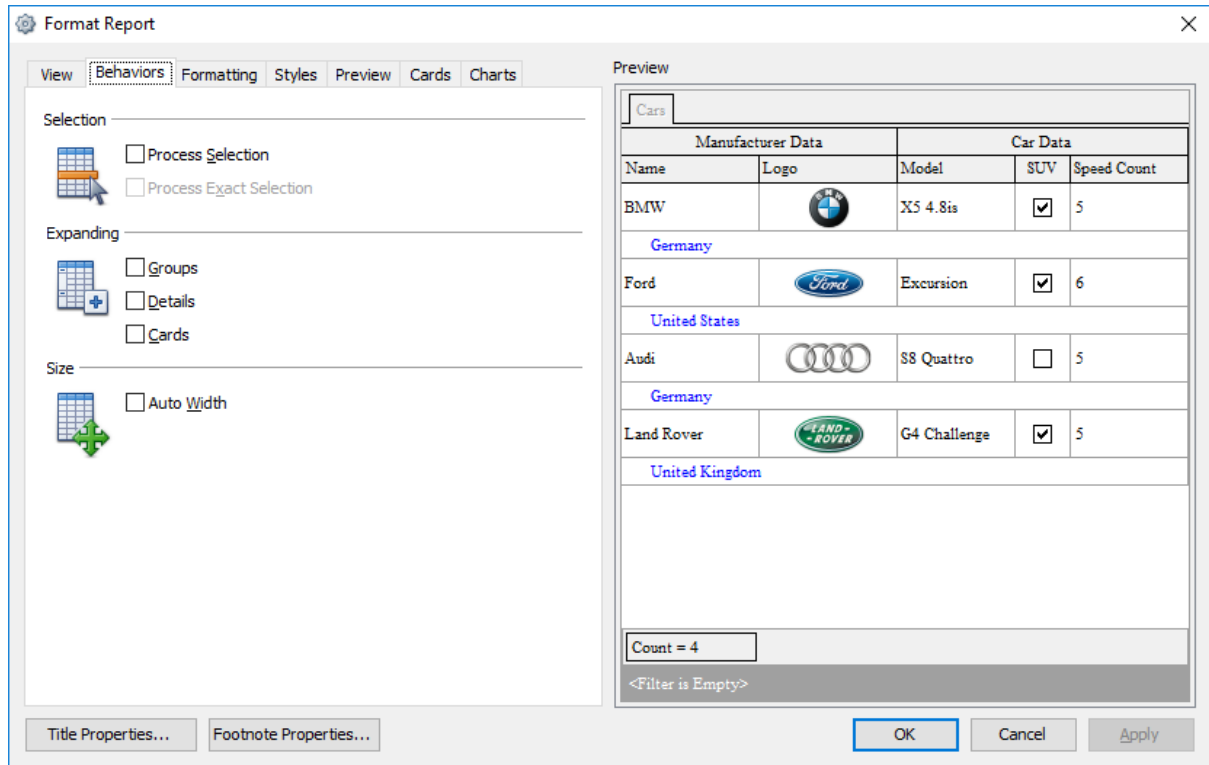 Format Report
View Behaviors Formatting Styles Preview Cards Charts
Selection
Process Selection
Process Exact Selection
Expanding
Groups
Details
Cards
Size
Auto Width
Preview
Cars
Manufacturer Data Car Data
Name Logo Model SUV Speed Count
BMW BMW X5 4.8is 5
Germany
Ford Ford Excursion 6
United States
Audi S8 Quattro 5
Germany
Land Rover LAND-ROVER G4 Challenge 5
United Kingdom
Count = 4
<Filter is Empty>
Title Properties... Footnote Properties... OK Cancel Apply